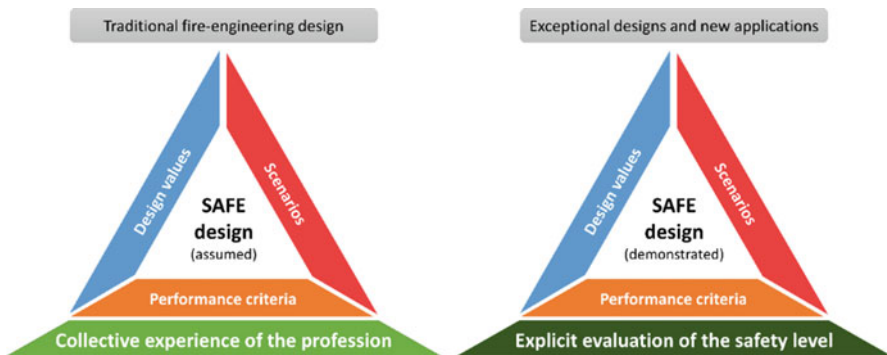 Traditional fire-engineering design
Design values
Scenarios
SAFE
design
(assumed)
Performance criteria
Collective experience of the profession
Exceptional designs and new applications
Design values
Scenarios
SAFE
design
(demonstrated)
Performance criteria
Explicit evaluation of the safety level